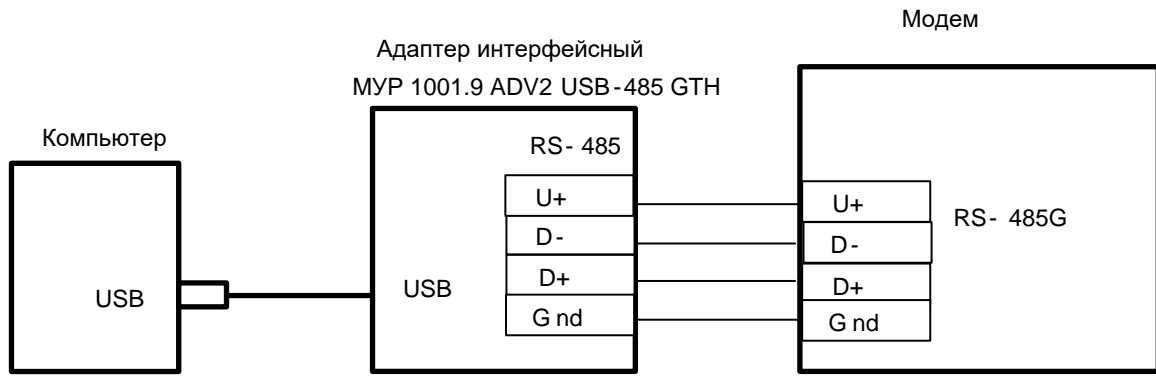 Модем
Адаптер интерфейсный
МУР 1001.9 ADV2 USB-485 GTH
Компьютер
RS- 485
U+
D-
D+
G nd
USB
USB
U+
D-
D+
G nd
RS- 485G